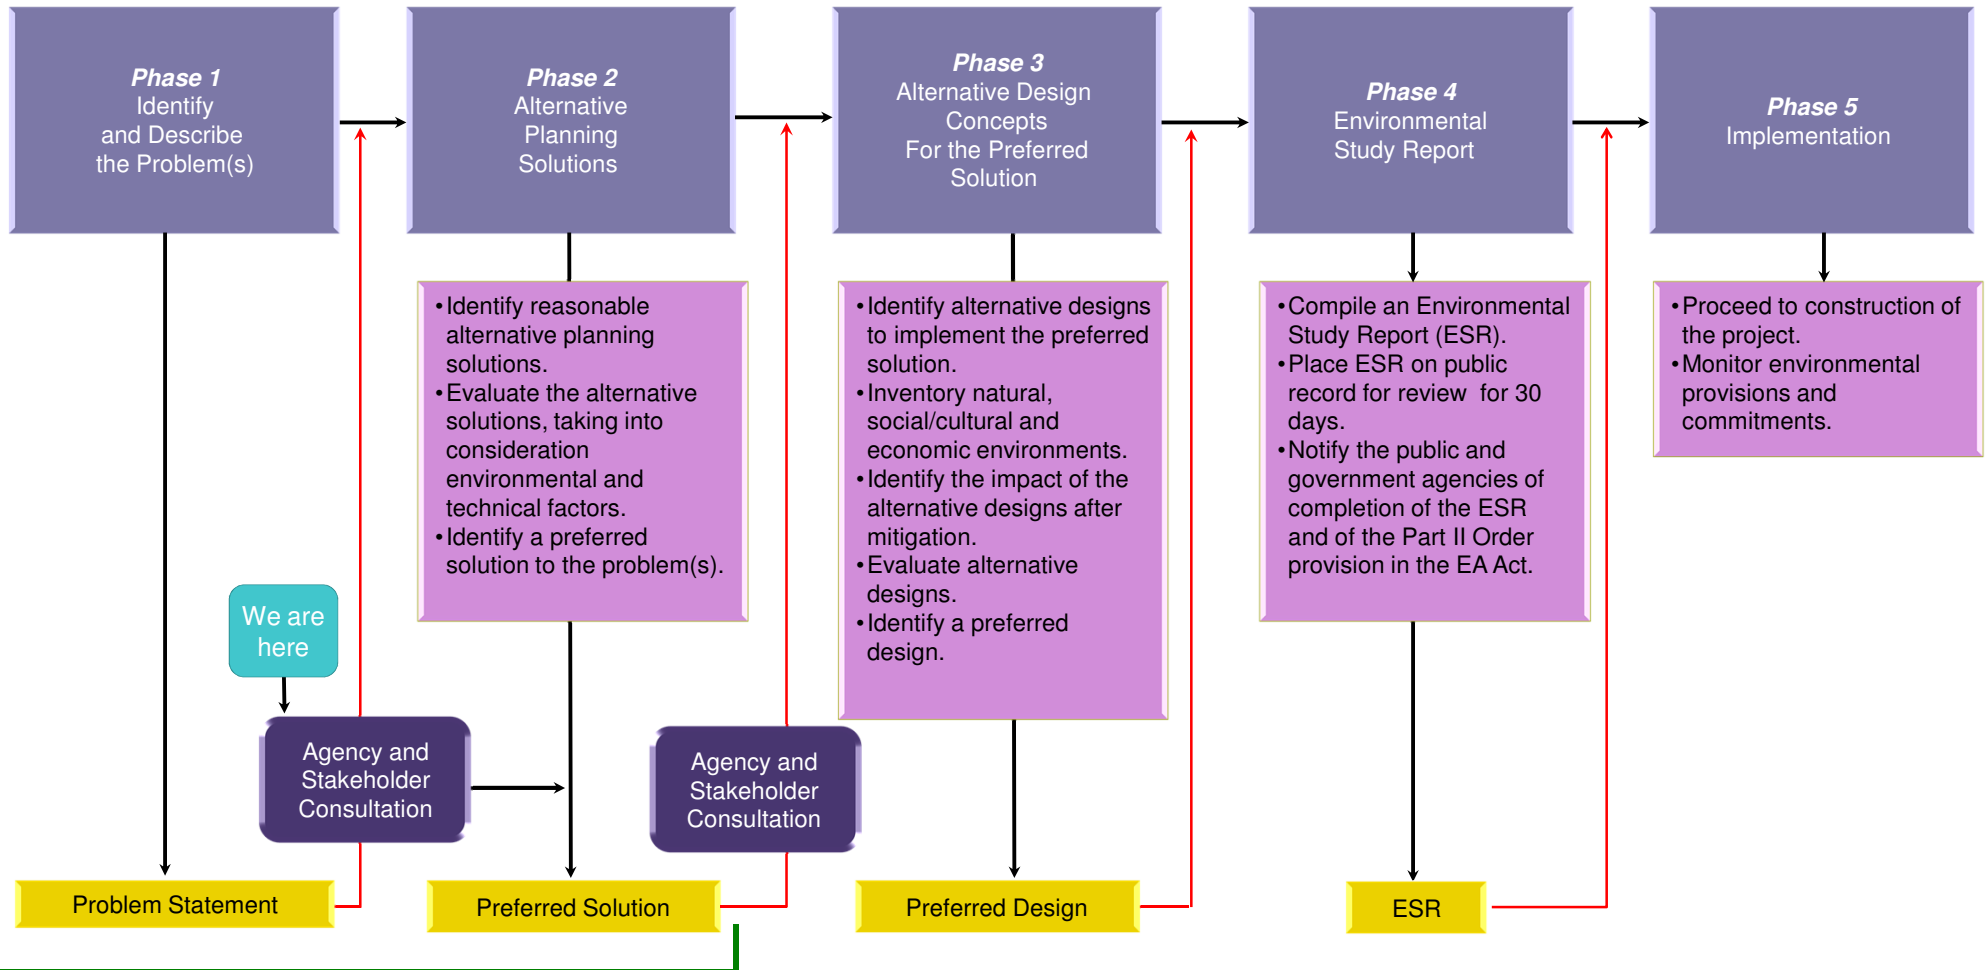 Phase 1
Identify
and Describe
the Problem(s)
Phase 2
Alternative
Planning
Solutions
Phase 3
Alternative Design
Concepts
For the Preferred
Solution
Phase 4
Environmental
Study Report
Phase 5
Implementation
•Identify reasonable
alternative planning
solutions.
•Evaluate the alternative
solutions, taking into
consideration
environmental and
technical factors.
•Identify a preferred
solution to the problem(s).
•Identify alternative designs
to implement the preferred
solution.
•Inventory natural,
social/cultural and
economic environments.
•Identify the impact of the
alternative designs after
mitigation.
•Evaluate alternative
designs.
•Identify a preferred
design.
•Compile an Environmental
Study Report (ESR).
•Place ESR on public
record for review  for 30
days.
•Notify the public and
government agencies of
completion of the ESR
and of the Part II Order
provision in the EA Act.
•Proceed to construction of
the project.
•Monitor environmental
provisions and
commitments.
We are
here
Agency and
Stakeholder
Consultation
Agency and
Stakeholder
Consultation
Problem Statement
Preferred Solution
Preferred Design
ESR